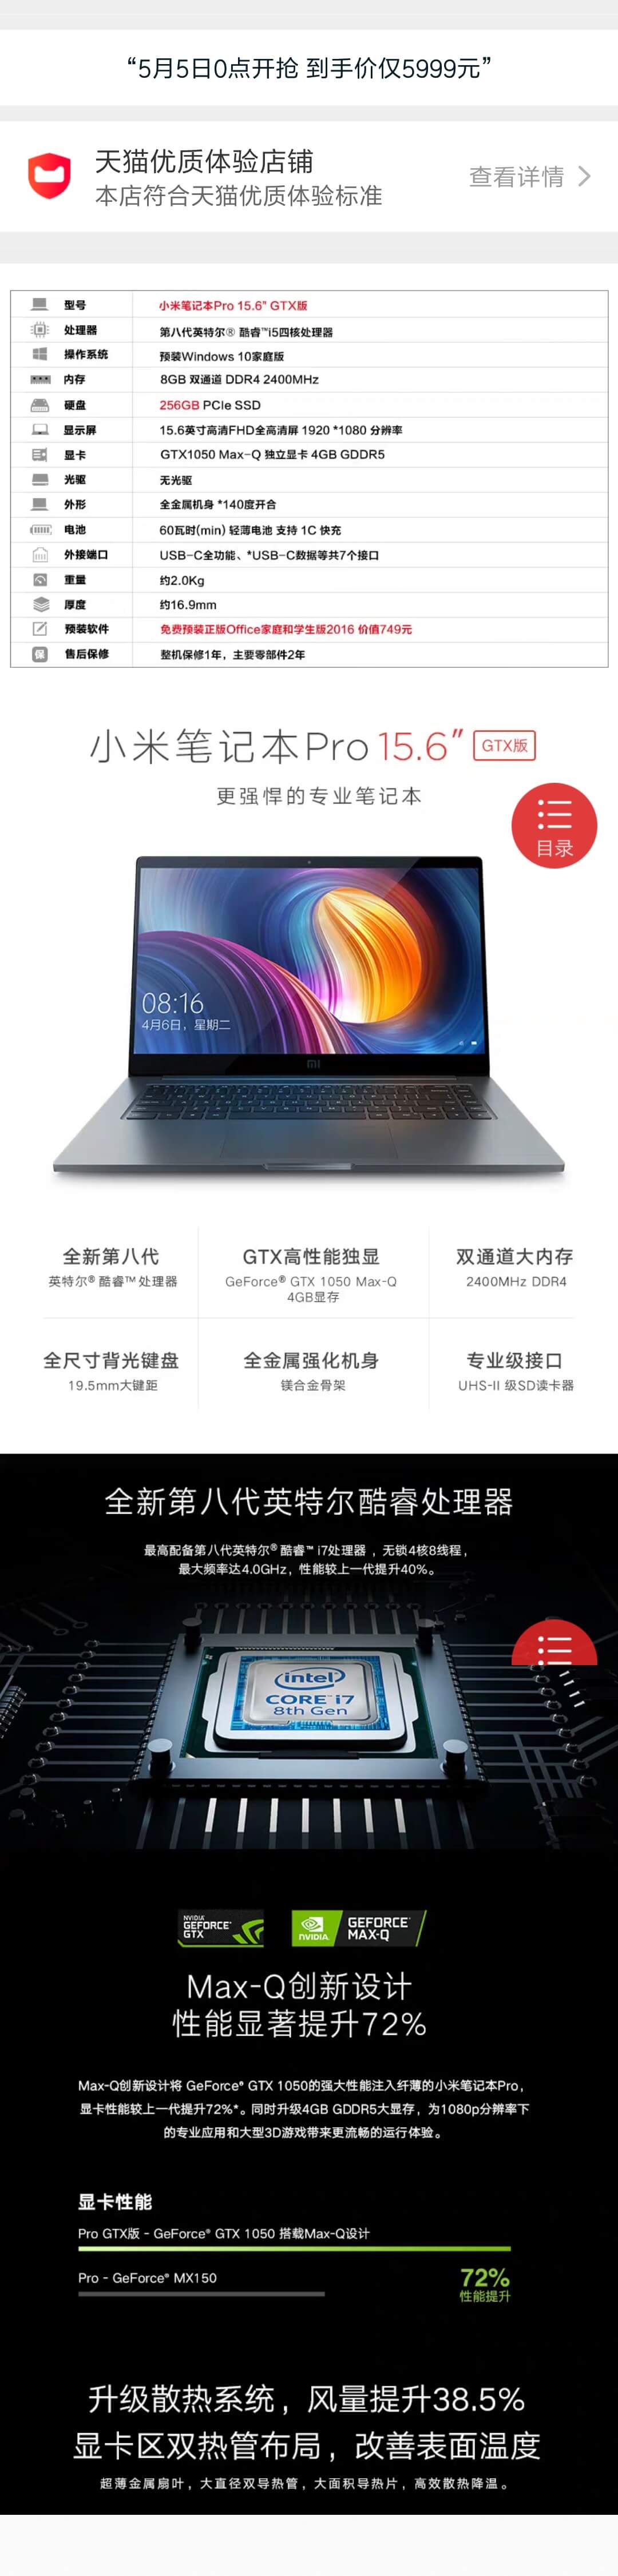 “5月5日0点开抢 到手价仅5999元”
天猫优质体验店铺
本店符合天猫优质体验标准
查看详情
型号 小米笔记本Pro 15.6" GTX版
处理器 第八代英特尔® 酷睿™i5四核处理器
操作系统 预装Windows 10家庭版
内存 8GB 双通道 DDR4 2400MHz
硬盘 256GB PCIe SSD
显示屏 15.6英寸高清FHD全高清屏 1920 *1080 分辨率
显卡 GTX1050 Max-Q 独立显卡 4GB GDDR5
光驱 无光驱
外形 全金属机身 *140度开合
电池 60瓦时(min) 轻薄电池 支持 1C 快充
外接端口 USB-C全功能、*USB-C数据等共7个接口
重量 约2.0Kg
厚度 约16.9mm
预装软件 免费预装正版Office家庭和学生版2016 价值749元
保 售后保修 整机保修1年，主要零部件2年
小米笔记本Pro 15.6" GTX版
更强悍的专业笔记本
目录
08:16
4月6日，星期二
mi
全新第八代 GTX高性能独显 双通道大内存
英特尔® 酷睿™ 处理器 GeForce® GTX 1050 Max-Q 2400MHz DDR4
4GB显存
全尺寸背光键盘 全金属强化机身 专业级接口
19.5mm大键距 镁合金骨架 UHS-II 级SD读卡器
全新第八代英特尔酷睿处理器
最高配备第八代英特尔® 酷睿™ i7处理器 ，无锁4核8线程，
最大频率达4.0GHz，性能较上一代提升40%。
intel
CORE i7
8th Gen
NVIDIA
GEFORCE
GTX
NVIDIA
GEFORCE
MAX-Q
Max-Q创新设计
性能显著提升72%
Max-Q创新设计将 GeForce® GTX 1050的强大性能注入纤薄的小米笔记本Pro，
显卡性能较上一代提升72%*。同时升级4GB GDDR5大显存，为1080p分辨率下
的专业应用和大型3D游戏带来更流畅的运行体验。
显卡性能
Pro GTX版 - GeForce® GTX 1050 搭载Max-Q设计
Pro - GeForce® MX150
72%
性能提升
升级散热系统，风量提升38.5%
显卡区双热管布局，改善表面温度
超薄金属扇叶，大直径双导热管，大面积导热片，高效散热降温。